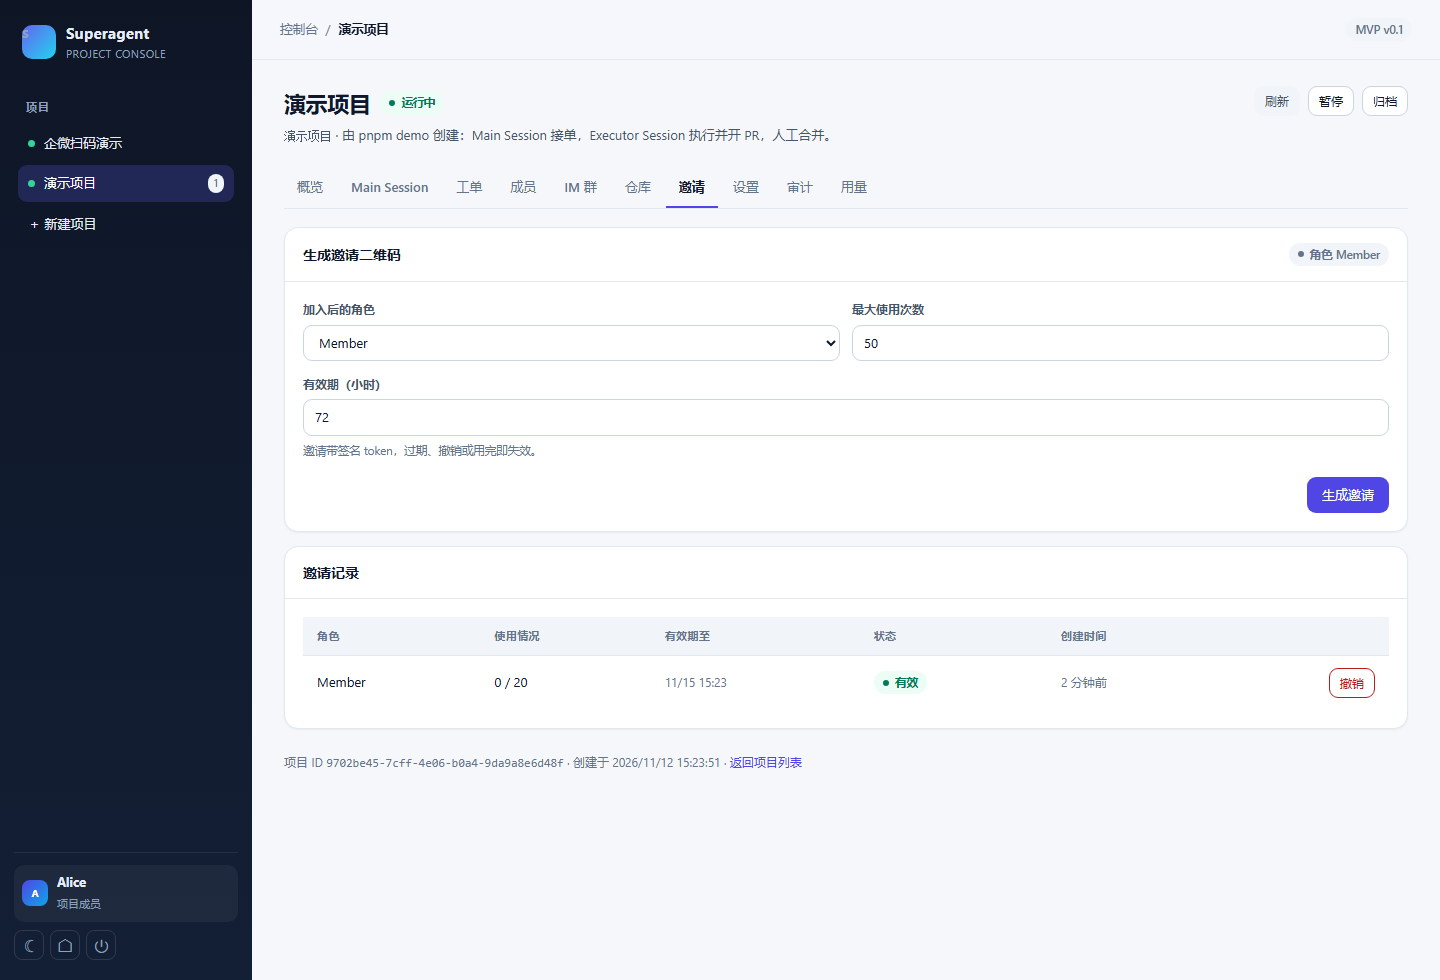 S
Superagent
PROJECT CONSOLE
项目
企微扫码演示
演示项目 1
+ 新建项目
Alice
A
项目成员
控制台 / 演示项目
MVP v0.1
演示项目 运行中
刷新 暂停 归档
演示项目 · 由 pnpm demo 创建：Main Session 接单，Executor Session 执行并开 PR，人工合并。
概览 Main Session 工单 成员 IM 群 仓库 邀请 设置 审计 用量
生成邀请二维码
角色 Member
加入后的角色 最大使用次数
Member 50
有效期（小时）
72
邀请带签名 token，过期、撤销或用完即失效。
生成邀请
邀请记录
角色 使用情况 有效期至 状态 创建时间
Member 0 / 20 11/15 15:23 有效 2 分钟前 撤销
项目 ID 9702be45-7cff-4e06-b0a4-9da9a8e6d48f · 创建于 2026/11/12 15:23:51 · 返回项目列表